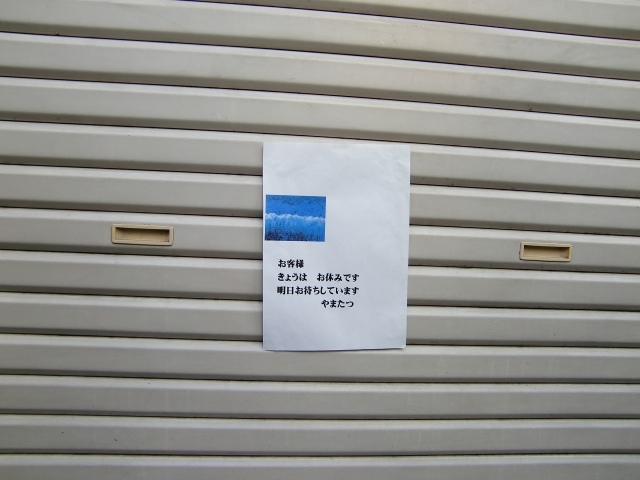 お客様
きょうは　お休みです
明日お待ちしています
やまたつ